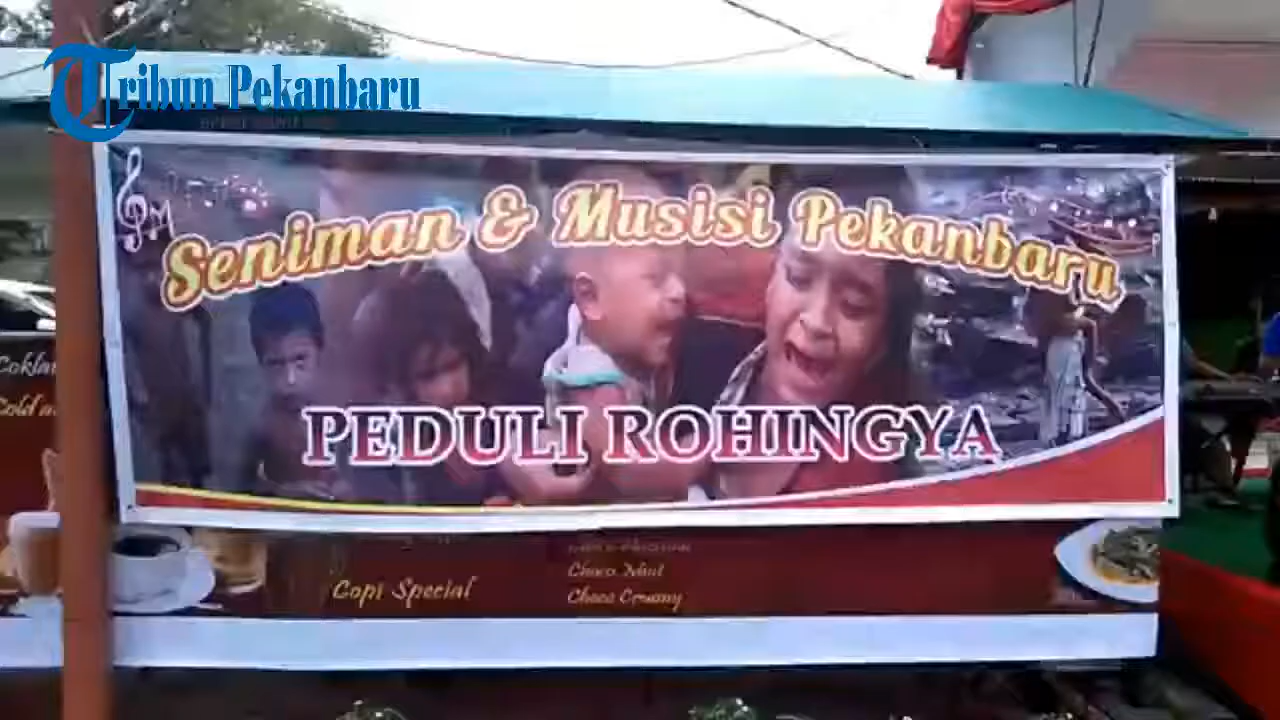 Tribun Pekanbaru
Seniman & Musisi Pekanbaru
PEDULI ROHINGYA
Copi Special
Choco Mint
Choco Creamy